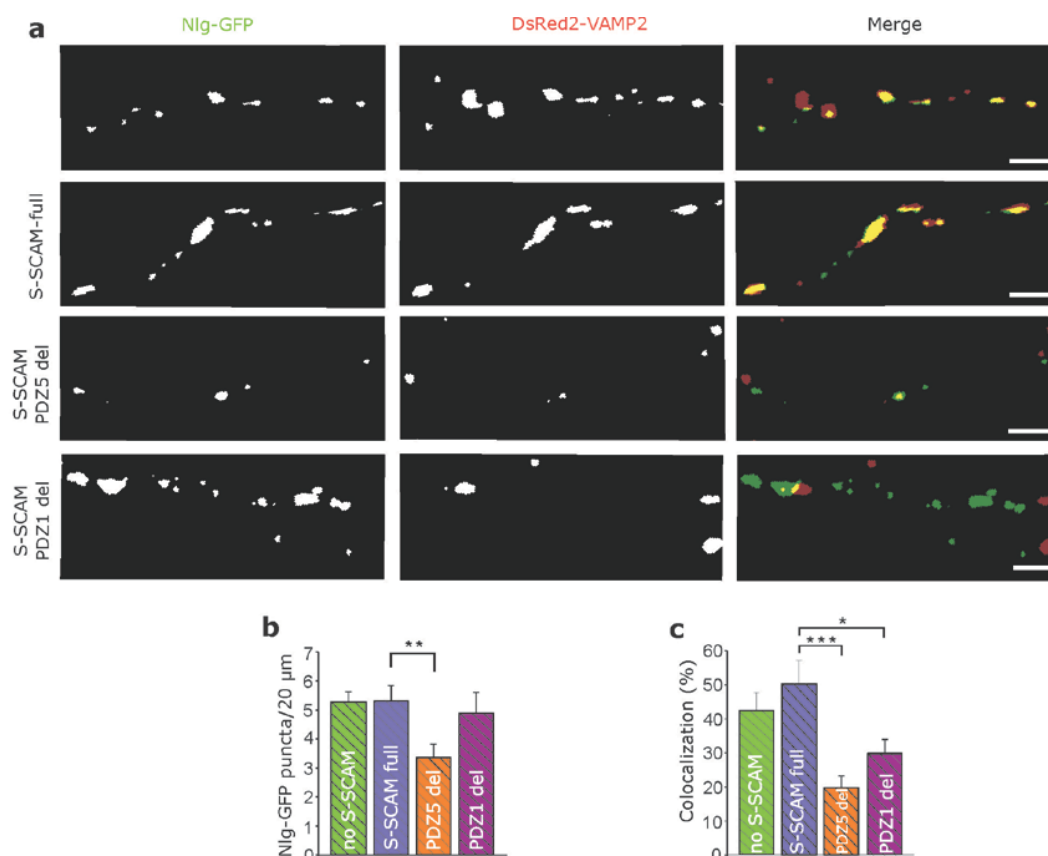 a
Nlg-GFP
DsRed2-VAMP2
Merge
S-SCAM-full
S-SCAM
PDZ5 del
S-SCAM
PDZ1 del
b
Nlg-GFP puncta/20 µm
7
6
5
4
3
2
1
0
**
no S-SCAM
S-SCAM full
PDZ5 del
PDZ1 del
c
Colocalization (%)
60
50
40
30
20
10
0
*
***
no S-SCAM
S-SCAM full
PDZ5 del
PDZ1 del